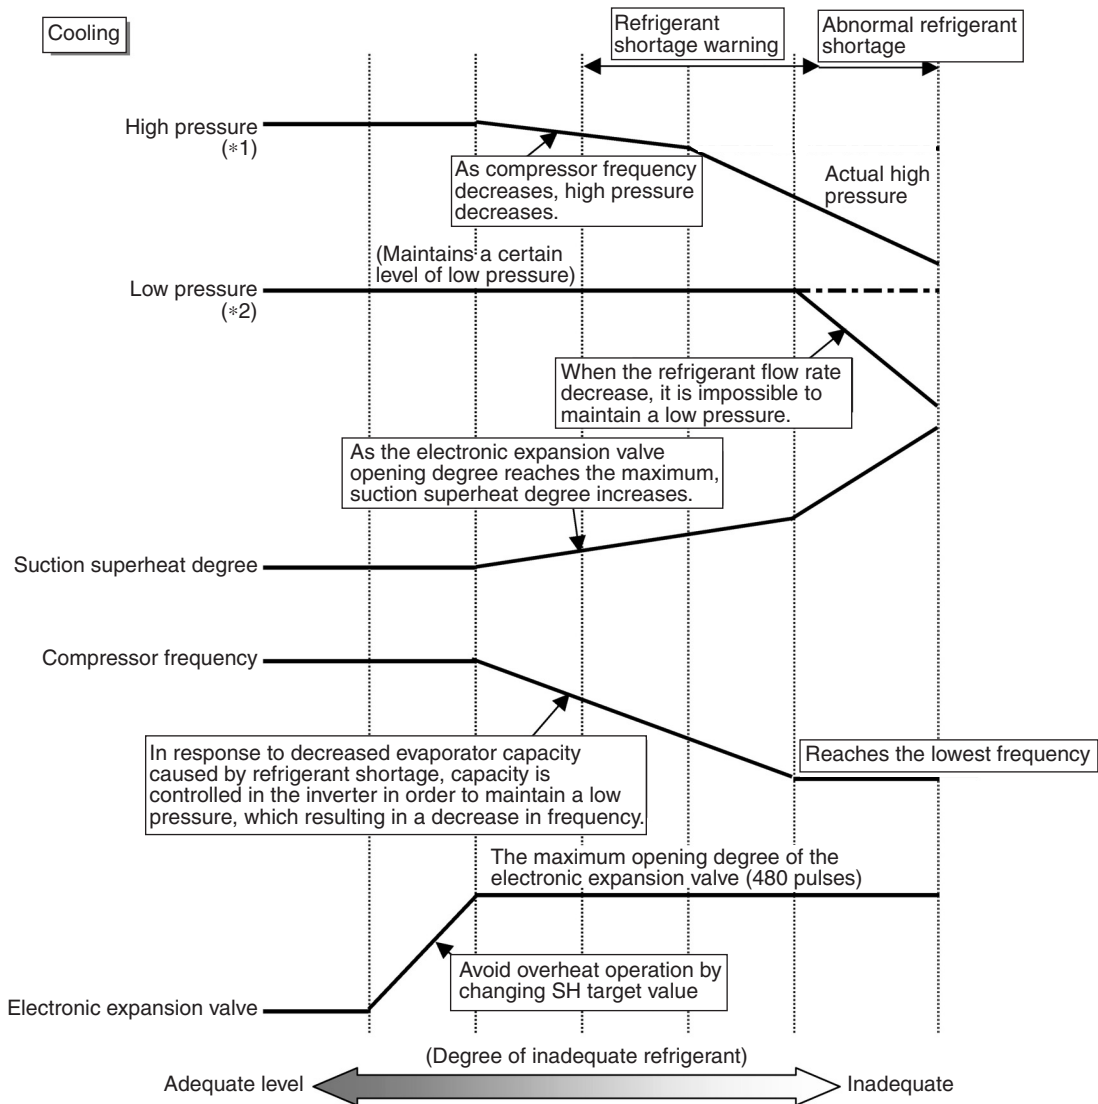 Cooling
Refrigerant
shortage warning
Abnormal refrigerant
shortage
High pressure
(*1)
As compressor frequency
decreases, high pressure
decreases.
Actual high
pressure
(Maintains a certain
level of low pressure)
Low pressure
(*2)
When the refrigerant flow rate
decrease, it is impossible to
maintain a low pressure.
As the electronic expansion valve
opening degree reaches the maximum,
suction superheat degree increases.
Suction superheat degree
Compressor frequency
In response to decreased evaporator capacity
caused by refrigerant shortage, capacity is
controlled in the inverter in order to maintain a low
pressure, which resulting in a decrease in frequency.
Reaches the lowest frequency
The maximum opening degree of the
electronic expansion valve (480 pulses)
Avoid overheat operation by
changing SH target value
Electronic expansion valve
(Degree of inadequate refrigerant)
Adequate level
Inadequate